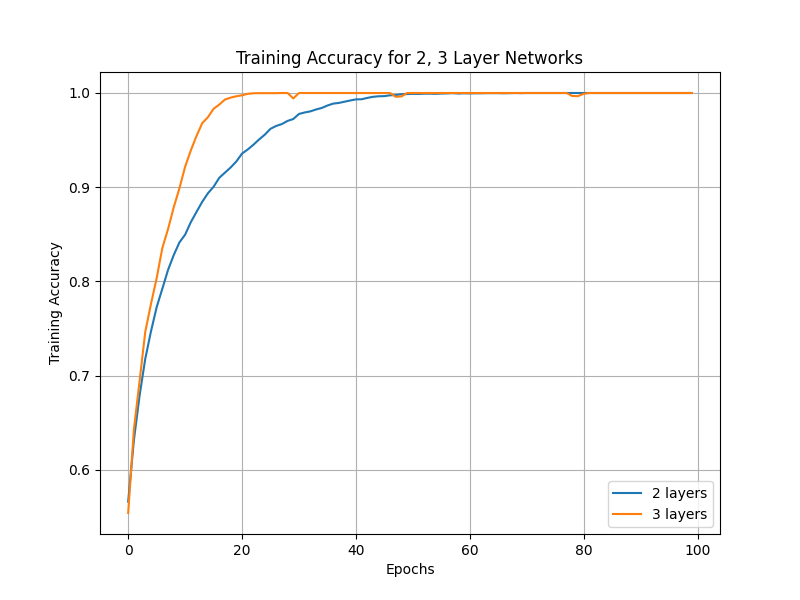 Training Accuracy for 2, 3 Layer Networks
1.0
0.9
0.8
0.7
0.6
Training Accuracy
0 20 40 60 80 100
Epochs
2 layers
3 layers